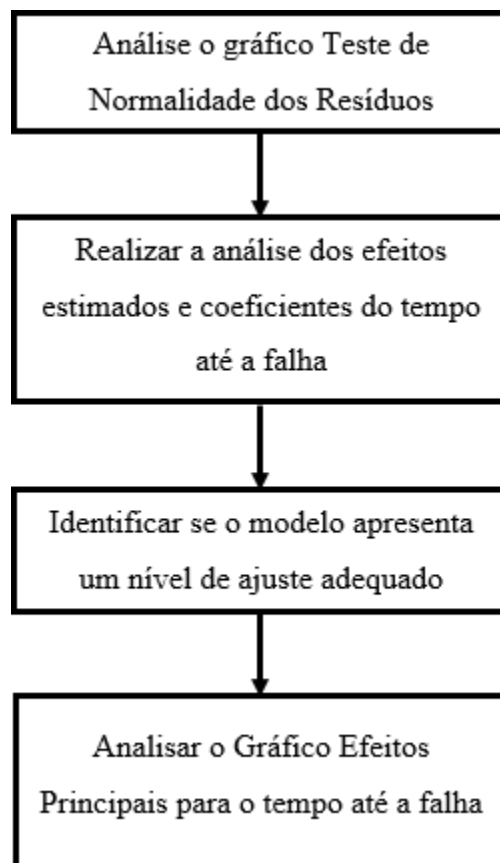 Análise o gráfico Teste de
Normalidade dos Resíduos
Realizar a análise dos efeitos
estimados e coeficientes do tempo
até a falha
Identificar se o modelo apresenta
um nível de ajuste adequado
Analisar o Gráfico Efeitos
Principais para o tempo até a falha